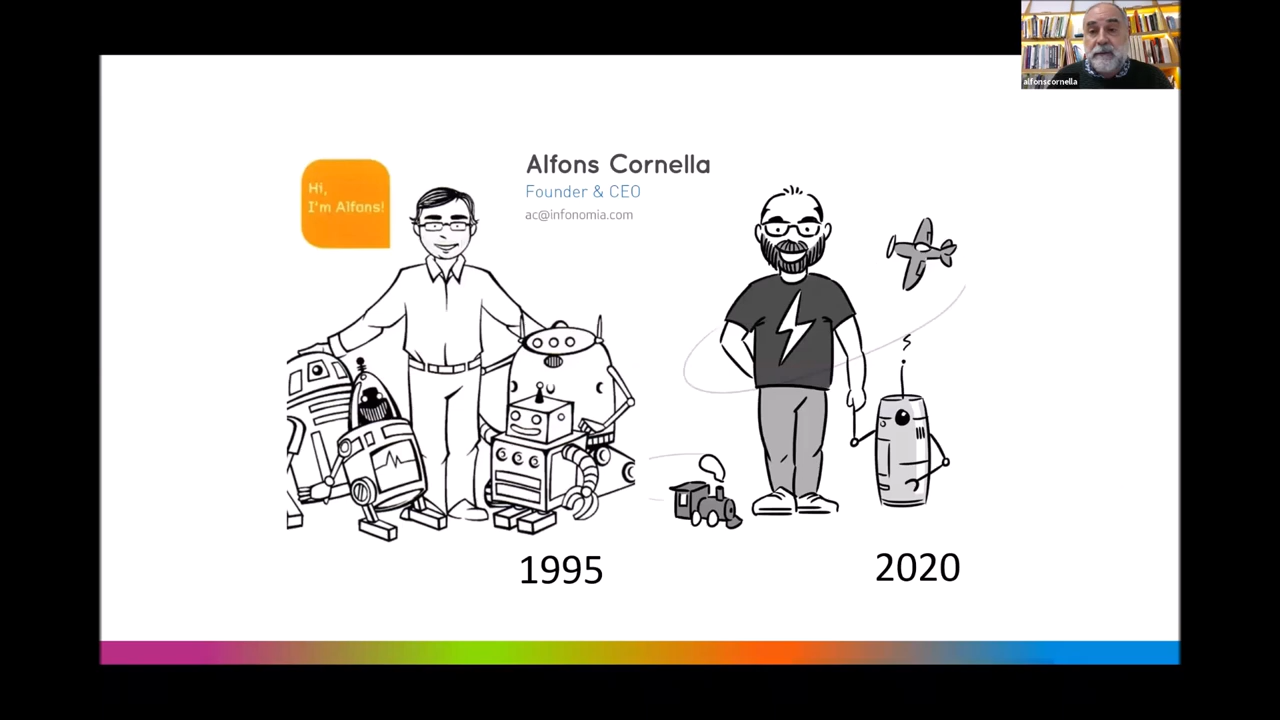 alfonscornella
Hi,
I'm Alfons!
Alfons Cornella
Founder & CEO
ac@infonomia.com
1995
2020